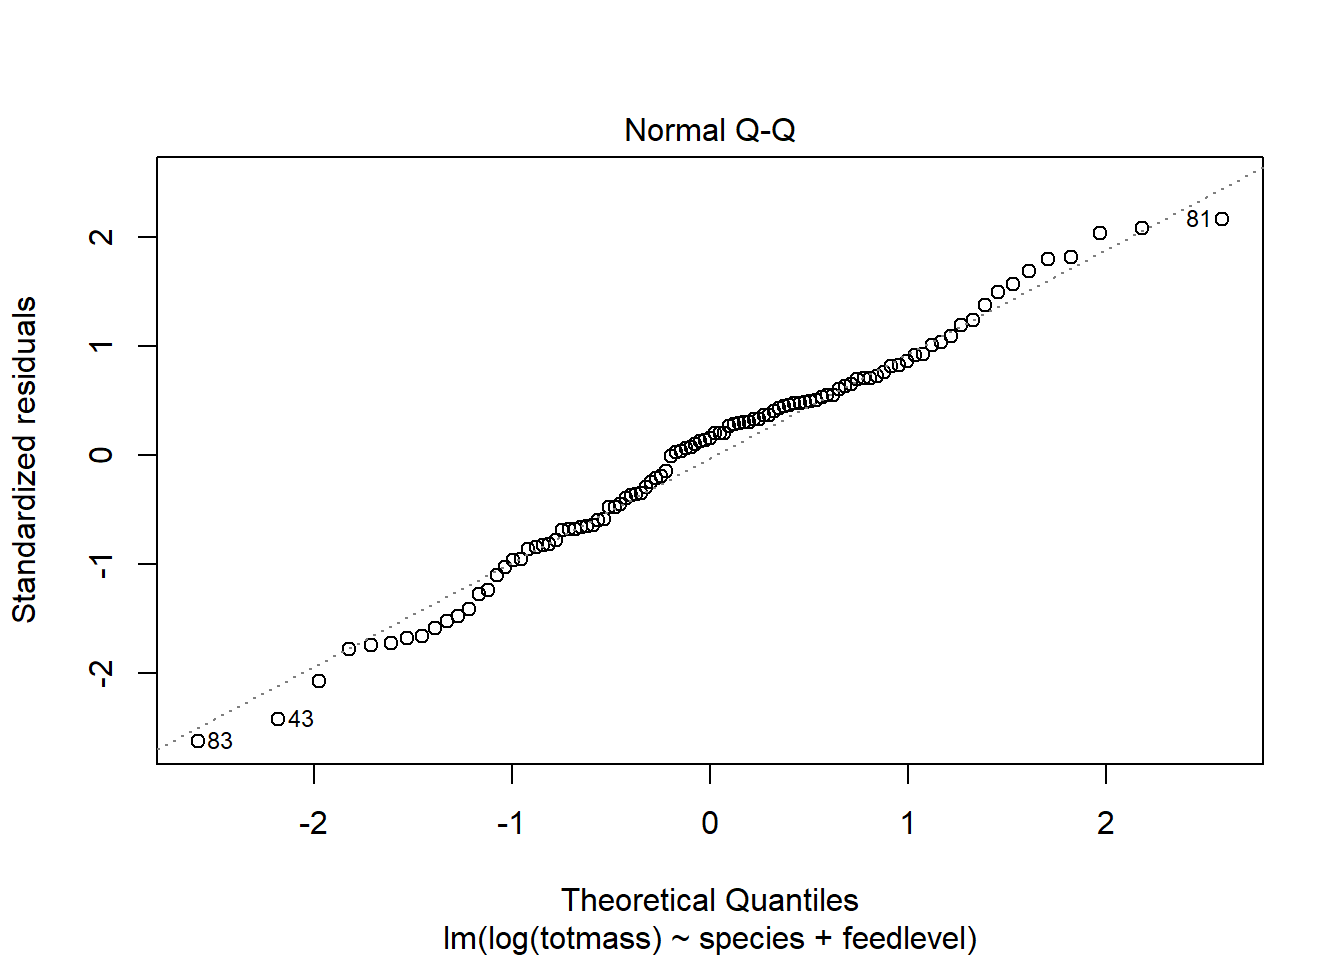 Normal Q-Q
Standardized residuals
2
1
0
-1
-2
81
43
83
-2 -1 0 1 2
Theoretical Quantiles
lm(log(totmass) ~ species + feedlevel)